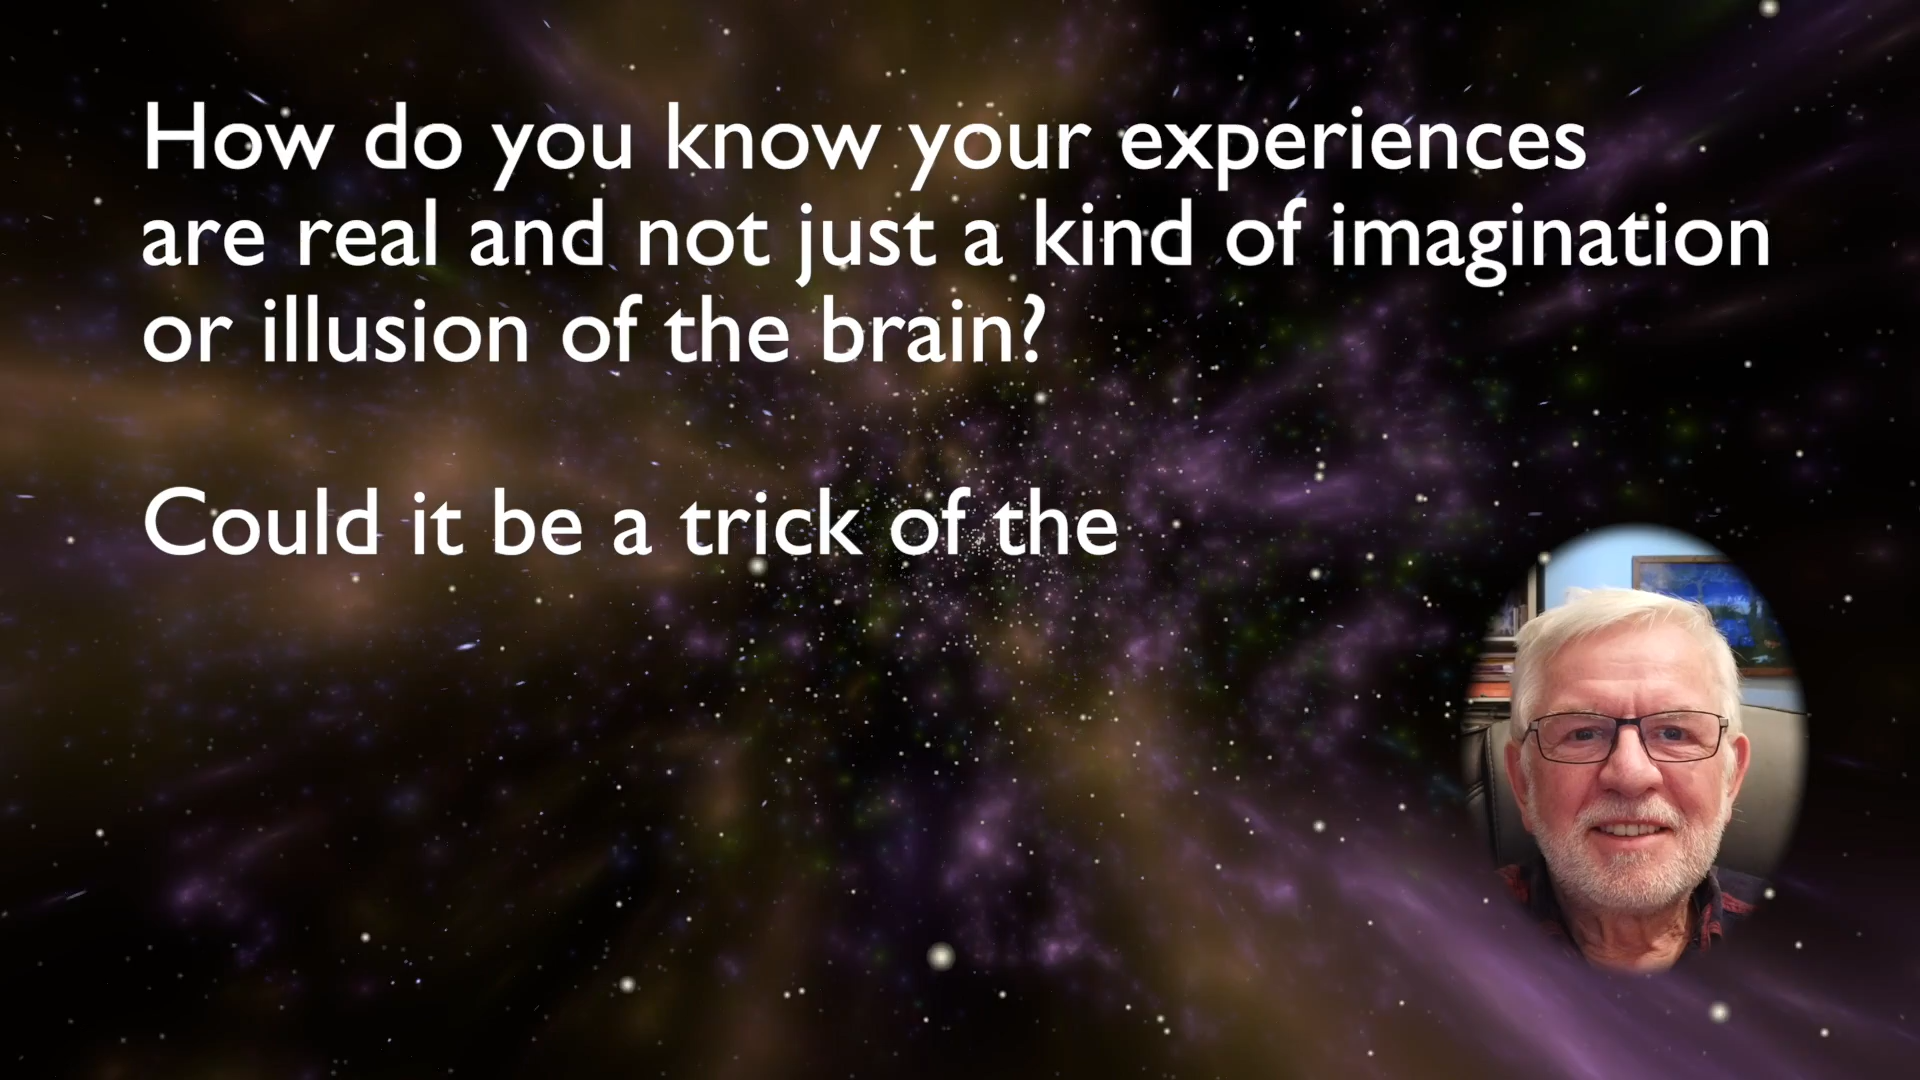 How do you know your experiences
are real and not just a kind of imagination
or illusion of the brain?
Could it be a trick of the